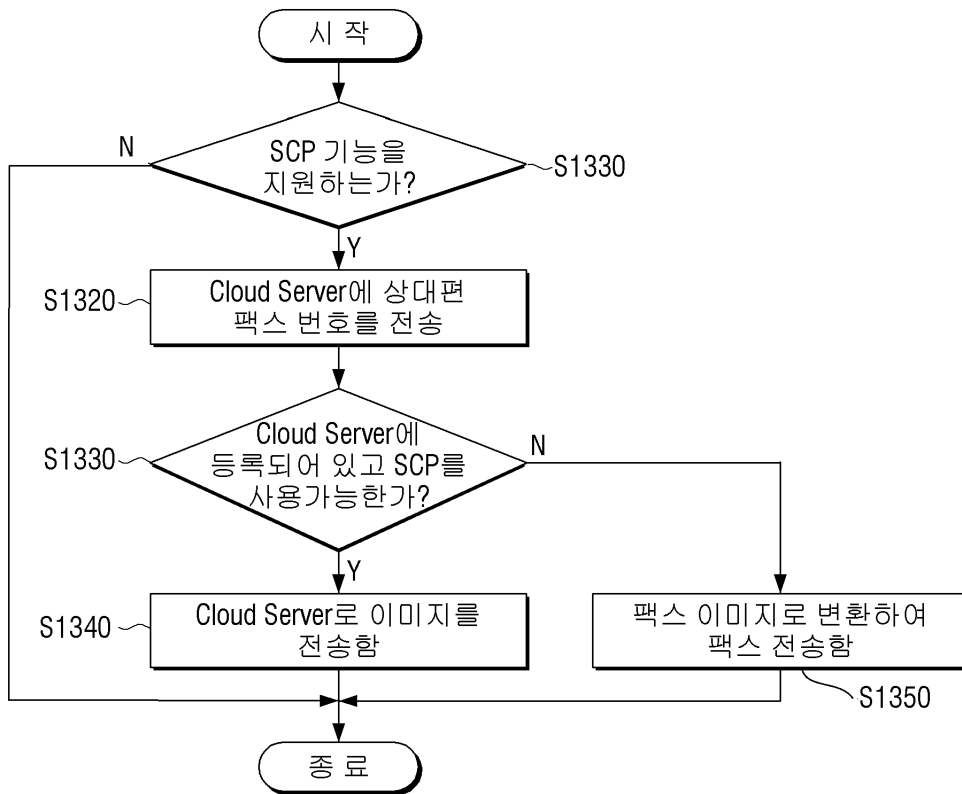 시 작
N
SCP 기능을
지원하는가?
S1330
Y
S1320
Cloud Server에 상대편
팩스 번호를 전송
S1330
Cloud Server에
등록되어 있고 SCP를
사용가능한가?
N
Y
S1340
Cloud Server로 이미지를
전송함
팩스 이미지로 변환하여
팩스 전송함
S1350
종 료